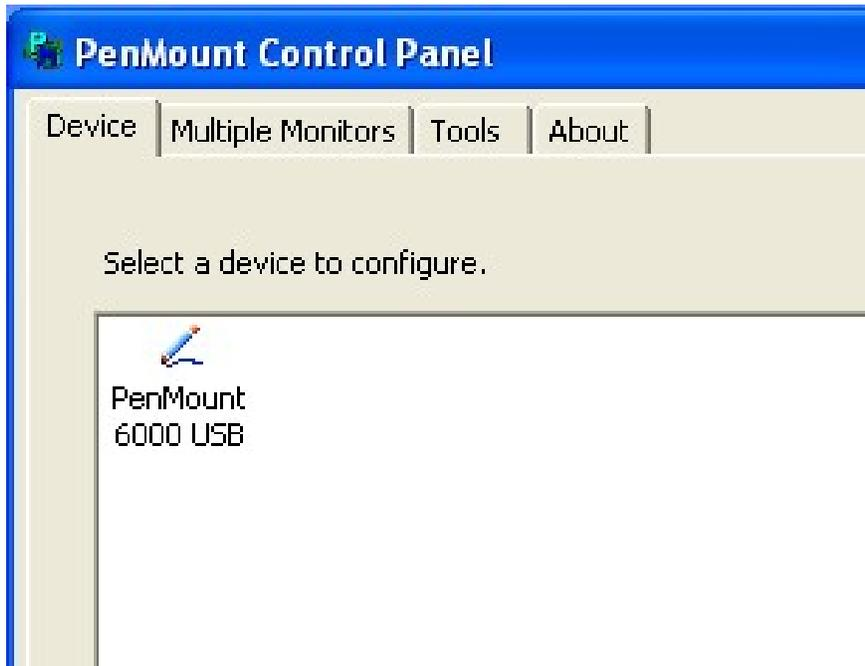 PenMount Control Panel
Device Multiple Monitors Tools About
Select a device to configure.
PenMount
6000 USB